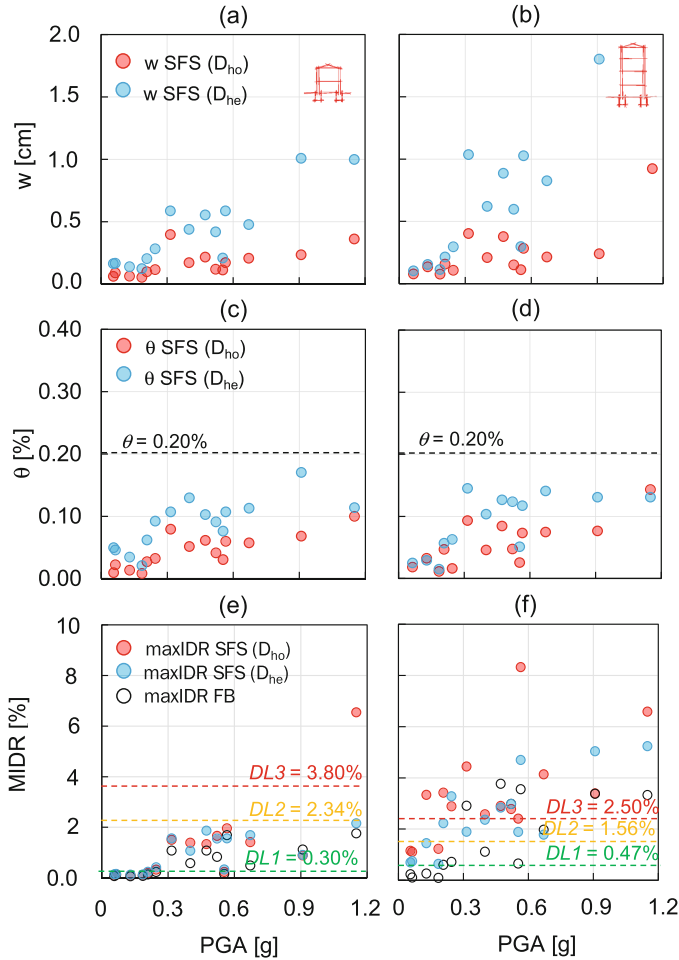 (a)
(b)
2.0
1.5
1.0
0.5
0.0
w [cm]
w SFS (Dho)
w SFS (Dhe)
(c)
(d)
0.40
0.30
0.20
0.10
0.00
θ [%]
θ SFS (Dho)
θ SFS (Dhe)
θ = 0.20%
θ = 0.20%
(e)
(f)
10
8
6
4
2
0.0
MIDR [%]
maxIDR SFS (Dho)
maxIDR SFS (Dhe)
maxIDR FB
DL3 = 3.80%
DL2 = 2.34%
DL1 = 0.30%
DL3 = 2.50%
DL2 = 1.56%
DL1 = 0.47%
0 0.3 0.6 0.9 1.2
0 0.3 0.6 0.9 1.2
PGA [g]
PGA [g]